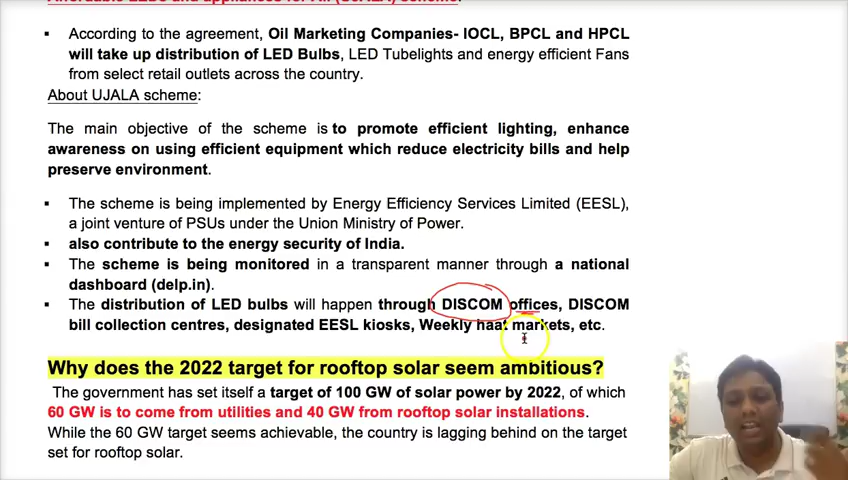 According to the agreement, Oil Marketing Companies- IOCL, BPCL and HPCL
will take up distribution of LED Bulbs, LED Tubelights and energy efficient Fans
from select retail outlets across the country.
About UJALA scheme:
The main objective of the scheme is to promote efficient lighting, enhance
awareness on using efficient equipment which reduce electricity bills and help
preserve environment.
▪ The scheme is being implemented by Energy Efficiency Services Limited (EESL),
a joint venture of PSUs under the Union Ministry of Power.
▪ also contribute to the energy security of India.
▪ The scheme is being monitored in a transparent manner through a national
dashboard (delp.in).
▪ The distribution of LED bulbs will happen through DISCOM offices, DISCOM
bill collection centres, designated EESL kiosks, Weekly haat markets, etc.
Why does the 2022 target for rooftop solar seem ambitious?
The government has set itself a target of 100 GW of solar power by 2022, of which
60 GW is to come from utilities and 40 GW from rooftop solar installations.
While the 60 GW target seems achievable, the country is lagging behind on the target
set for rooftop solar.